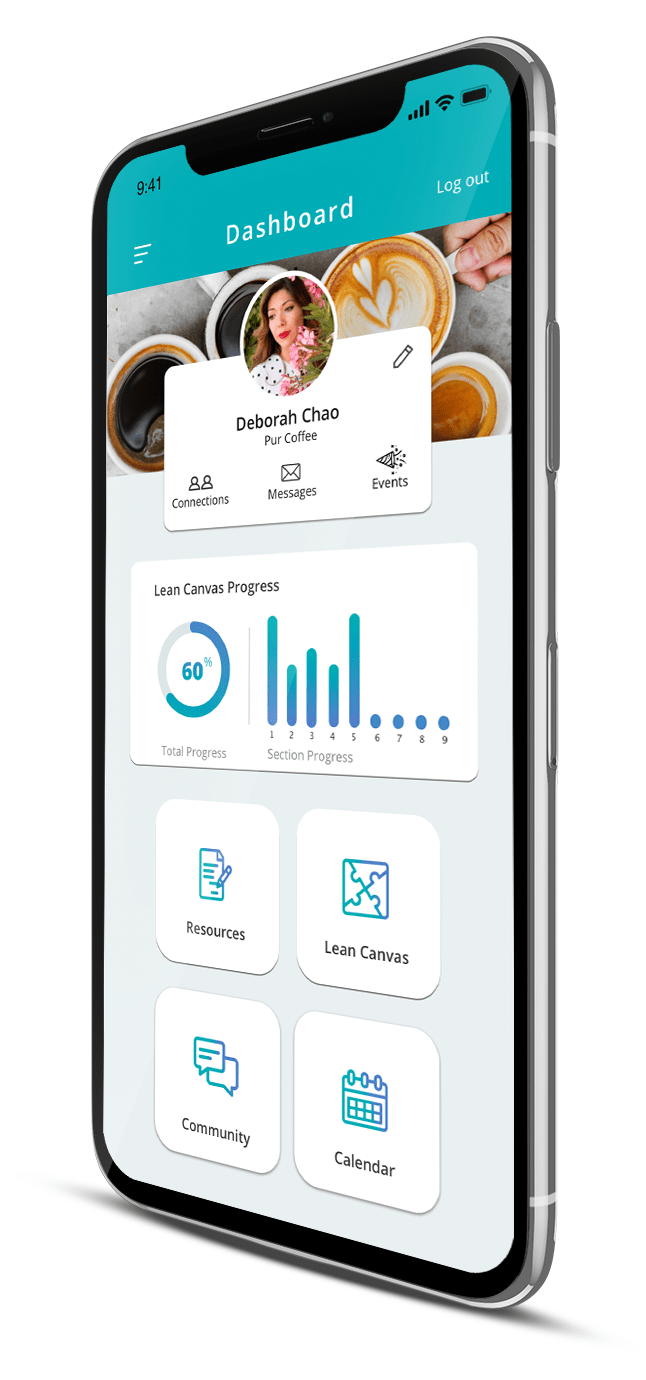 9:41
Log out
Dashboard
Deborah Chao
Pur Coffee
Connections
Messages
Events
Lean Canvas Progress
60%
1 2 3 4 5 6 7 8 9
Total Progress
Section Progress
Resources
Lean Canvas
Community
Calendar